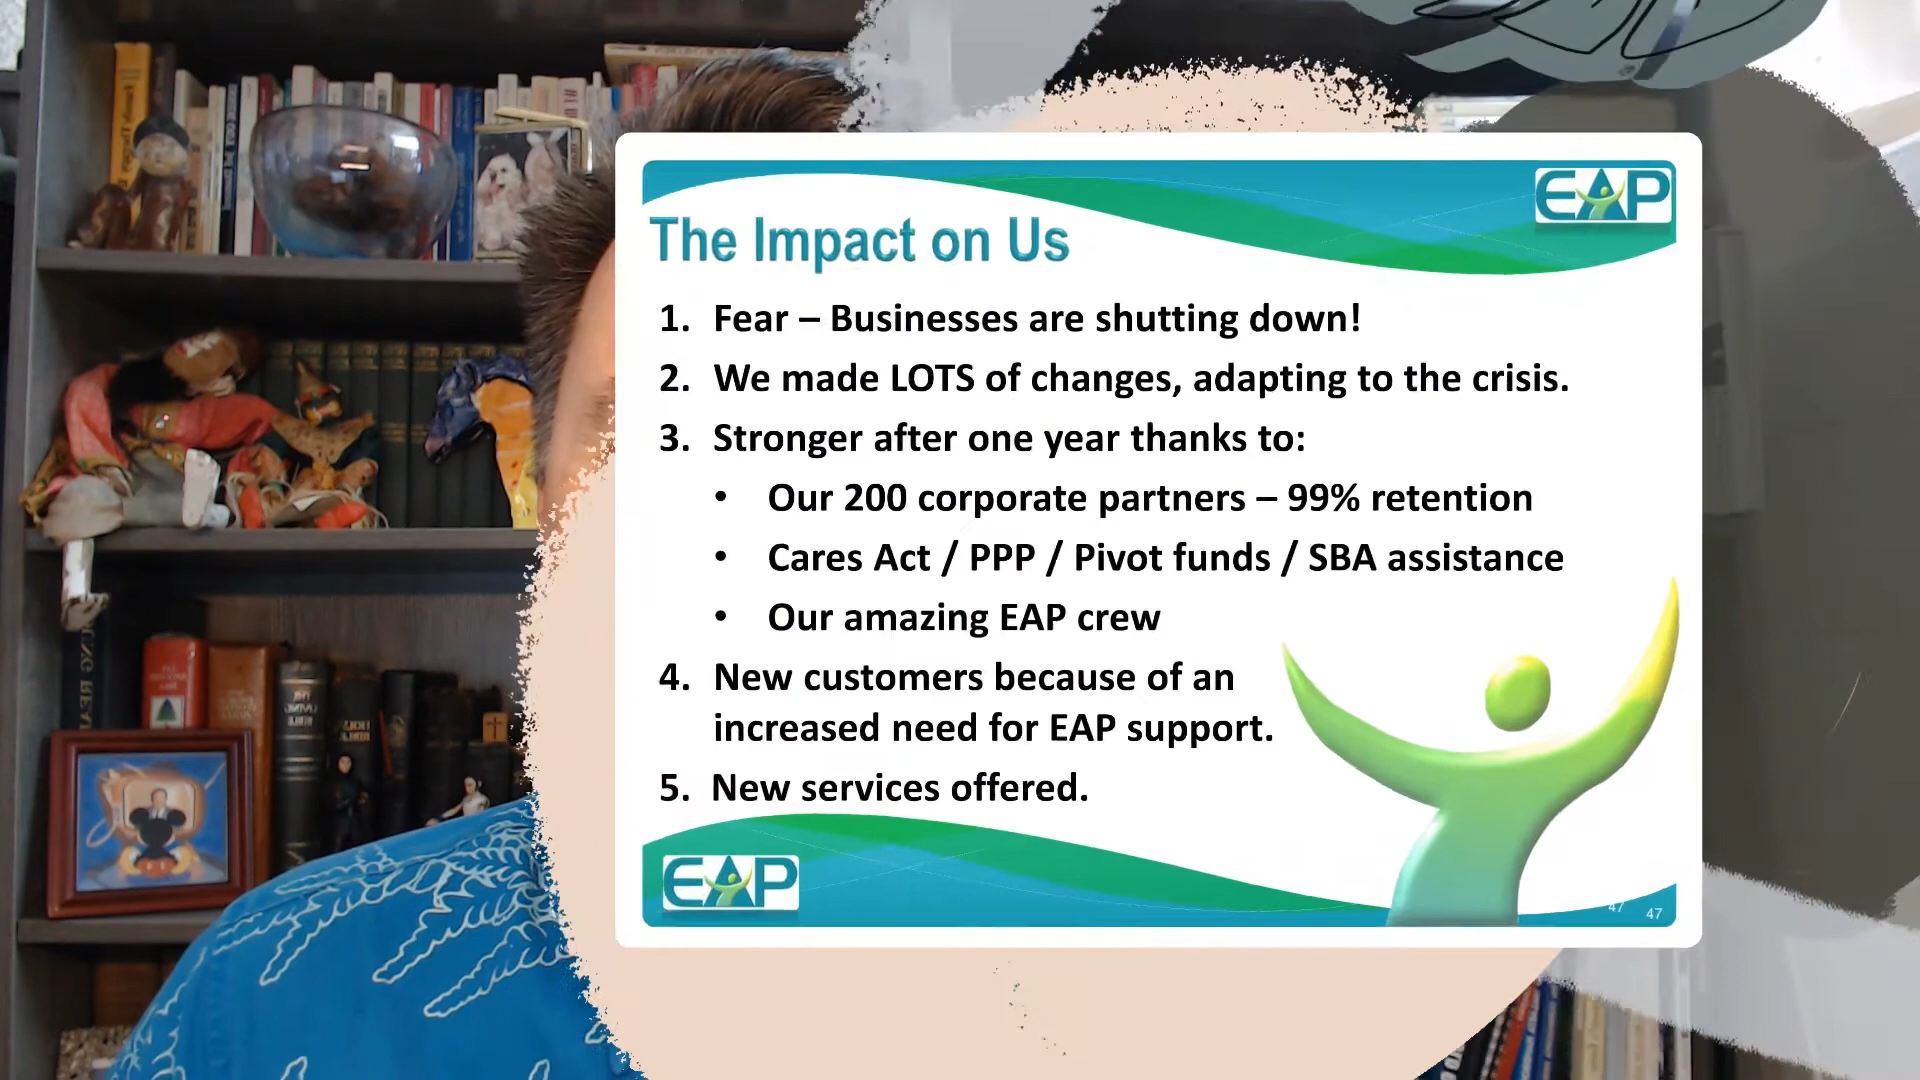 EAP
The Impact on Us
1. Fear – Businesses are shutting down!
2. We made LOTS of changes, adapting to the crisis.
3. Stronger after one year thanks to:
• Our 200 corporate partners – 99% retention
• Cares Act / PPP / Pivot funds / SBA assistance
• Our amazing EAP crew
4. New customers because of an
increased need for EAP support.
5. New services offered.
EAP
47
47